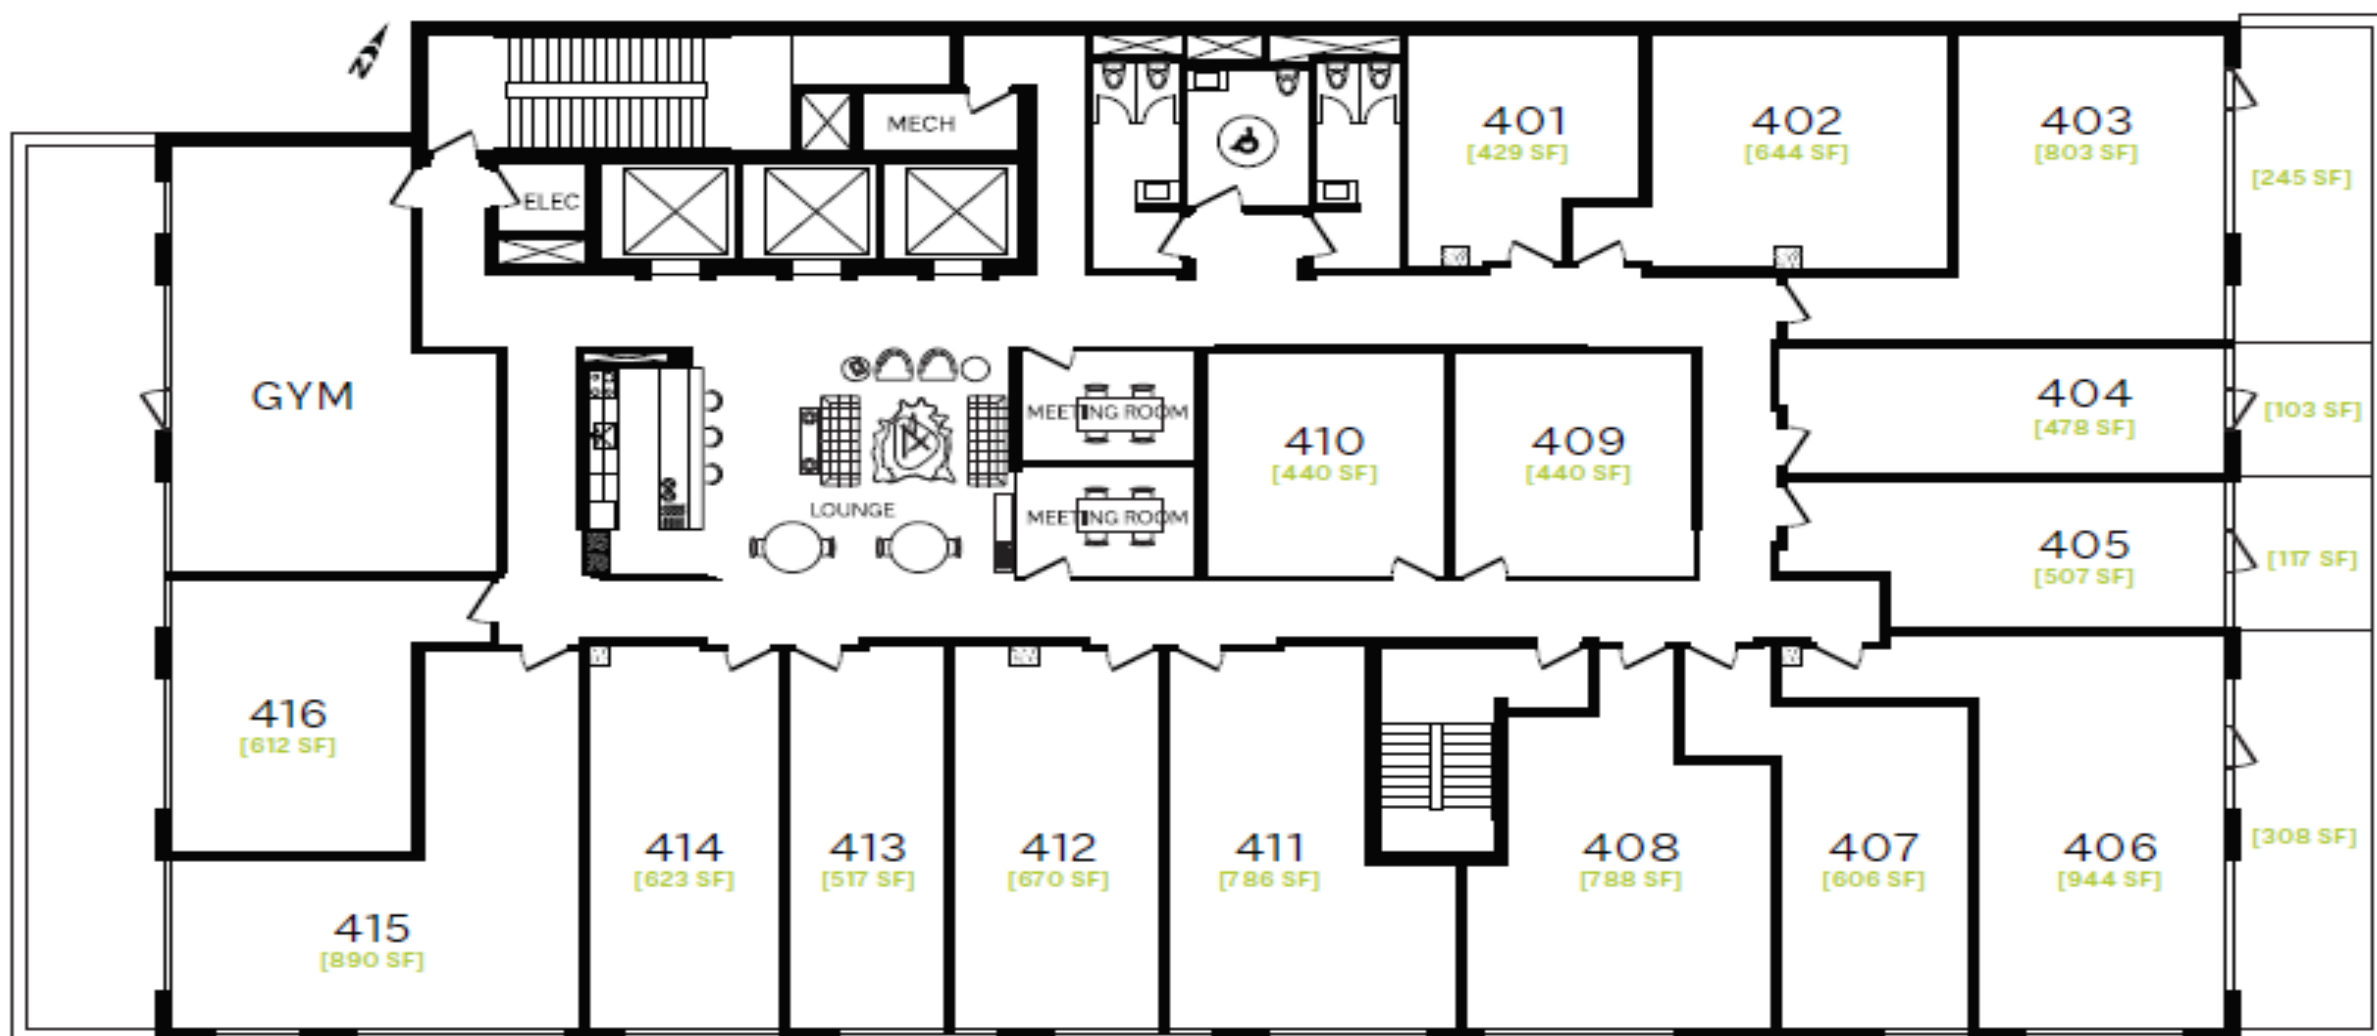 N
MECH
ELEC
401
[429 SF]
402
[644 SF]
403
[803 SF]
[245 SF]
GYM
MEETING ROOM
LOUNGE
MEETING ROOM
410
[440 SF]
409
[440 SF]
404
[478 SF]
[103 SF]
405
[507 SF]
[117 SF]
416
[612 SF]
415
[890 SF]
414
[623 SF]
413
[517 SF]
412
[670 SF]
411
[786 SF]
408
[788 SF]
407
[606 SF]
406
[944 SF]
[308 SF]